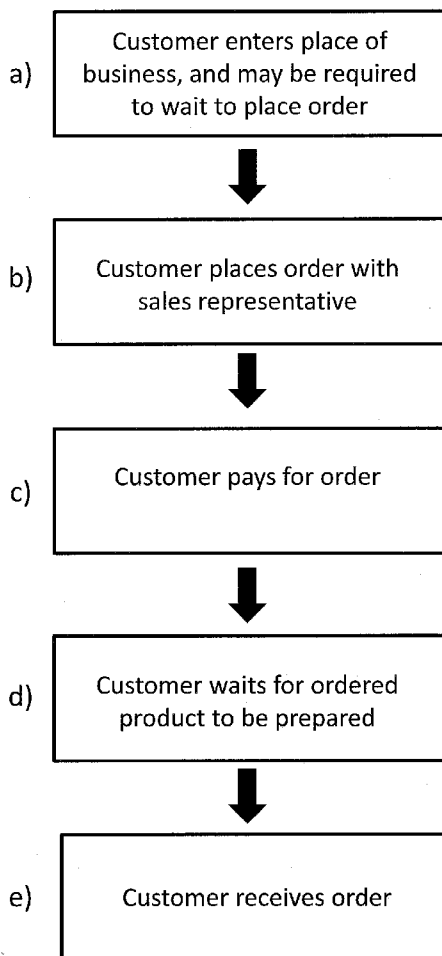 a)
Customer enters place of
business, and may be required
to wait to place order
b)
Customer places order with
sales representative
c)
Customer pays for order
d)
Customer waits for ordered
product to be prepared
e)
Customer receives order